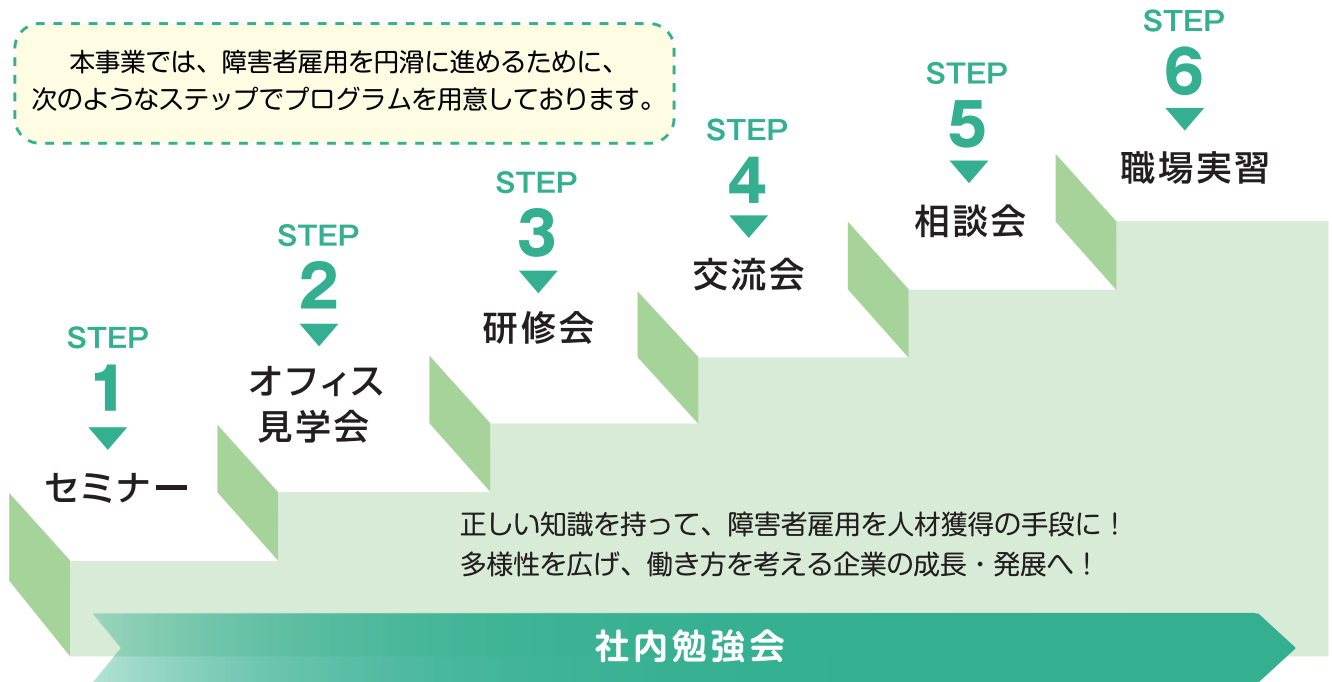 本事業では、障害者雇用を円滑に進めるために、
次のようなステップでプログラムを用意しております。
STEP
1
セミナー
STEP
2
オフィス
見学会
STEP
3
研修会
STEP
4
交流会
STEP
5
相談会
STEP
6
職場実習
正しい知識を持って、障害者雇用を人材獲得の手段に！
多様性を広げ、働き方を考える企業の成長・発展へ！
社内勉強会